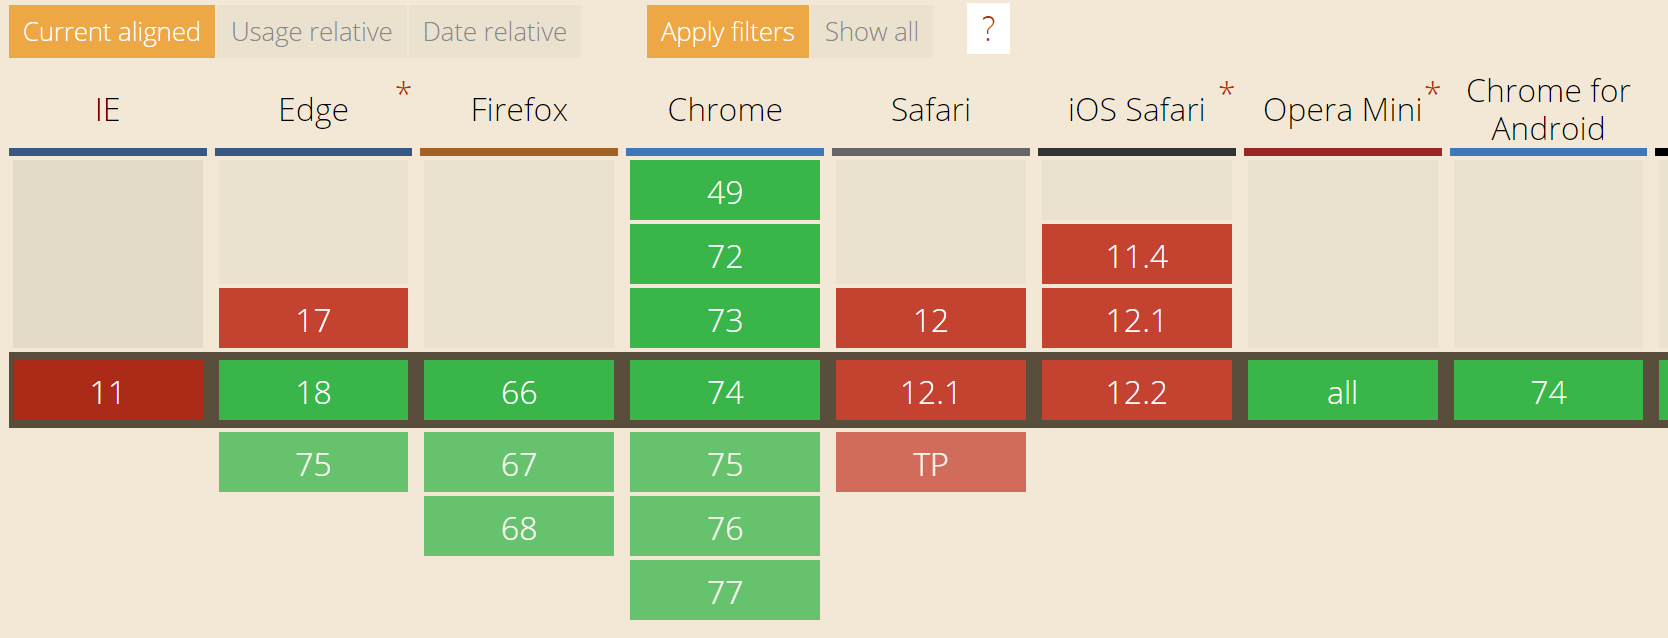 Current aligned Usage relative Date relative Apply filters Show all ?
IE Edge * Firefox Chrome Safari iOS Safari * Opera Mini * Chrome for
Android
49
72 11.4
17 73 12 12.1
11 18 66 74 12.1 12.2 all 74
75 67 75 TP
68 76
77